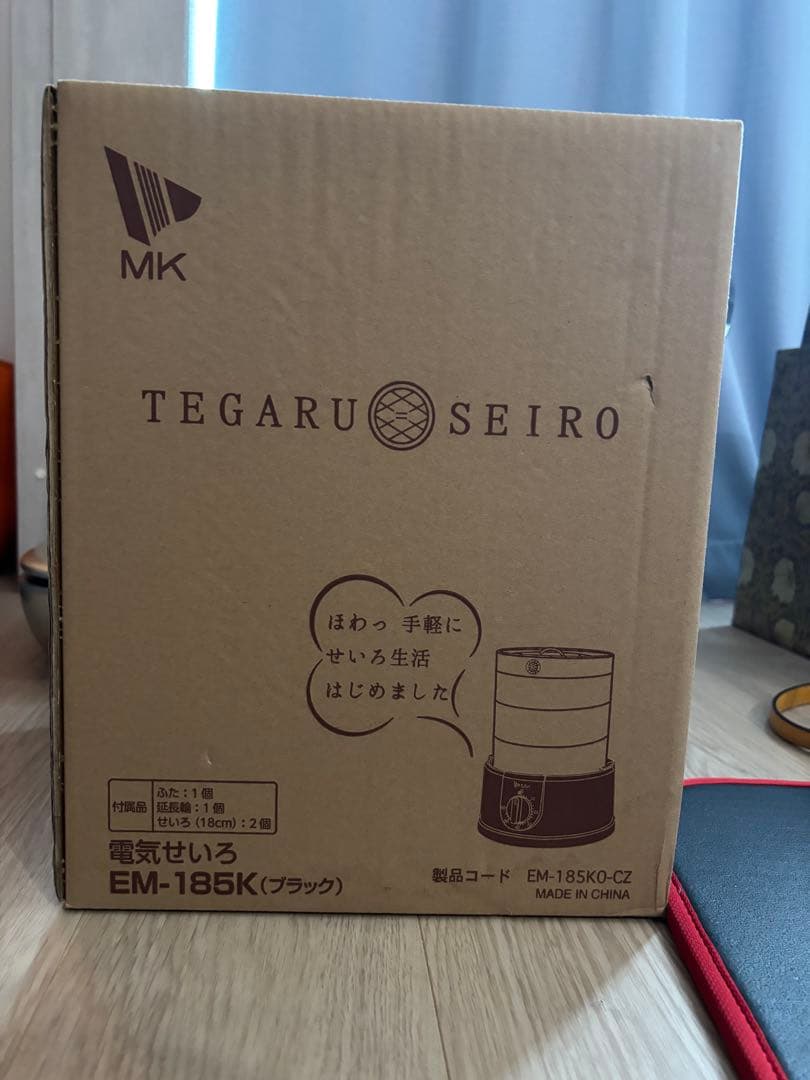 MK
TEGARU SEIRO
ほわっ 手軽に
せいろ生活
はじめました
付属品
ふた：1個
延長輪：1個
せいろ（18cm）：2個
電気せいろ
EM-185K（ブラック）
製品コード EM-185K0-CZ
MADE IN CHINA